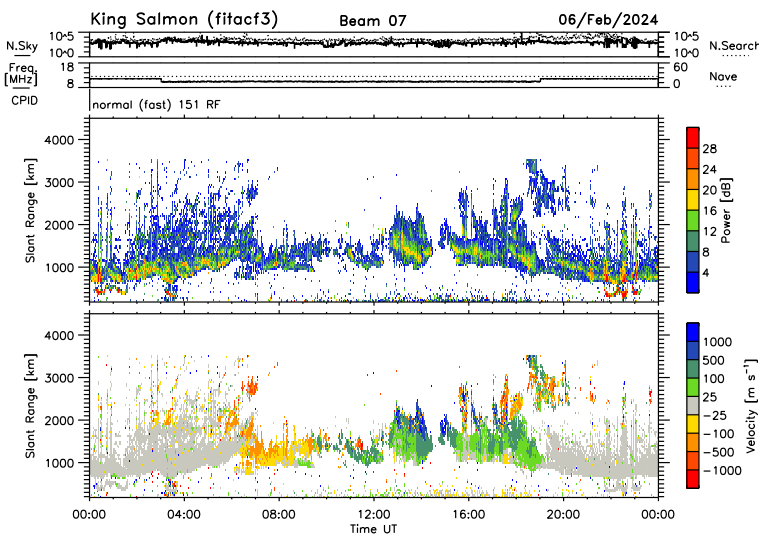 King Salmon (fitacf3) Beam 07 06/Feb/2024
N.Sky 10^5 10^0 10^5 10^0 N.Search
Freq. [MHz] 18 8 60 0 Nave
CPID normal (fast) 151 RF
Slant Range [km] 4000 3000 2000 1000
28 24 20 16 12 8 4 Power [dB]
Slant Range [km] 4000 3000 2000 1000
1000 500 100 25 -25 -100 -500 -1000 Velocity [m s^-1]
00:00 04:00 08:00 12:00 16:00 20:00 00:00
Time UT